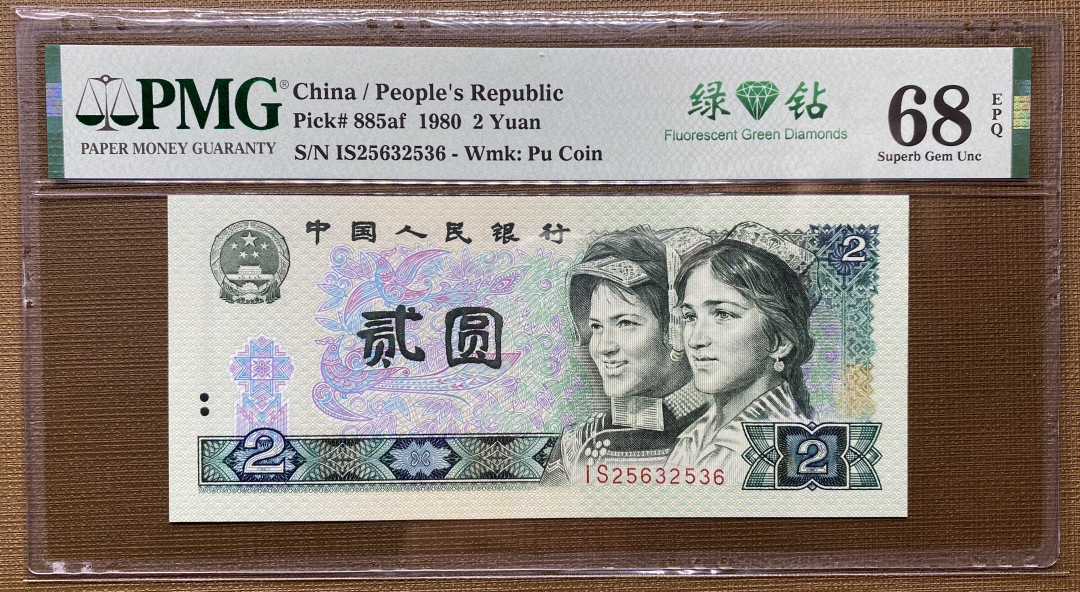 PMG®
PAPER MONEY GUARANTY
China / People's Republic
Pick# 885af 1980 2 Yuan
S/N IS25632536 - Wmk: Pu Coin
绿 钻
Fluorescent Green Diamonds
68
EPQ
Superb Gem Unc
中国人民银行
2
贰圆
2
2
IS25632536